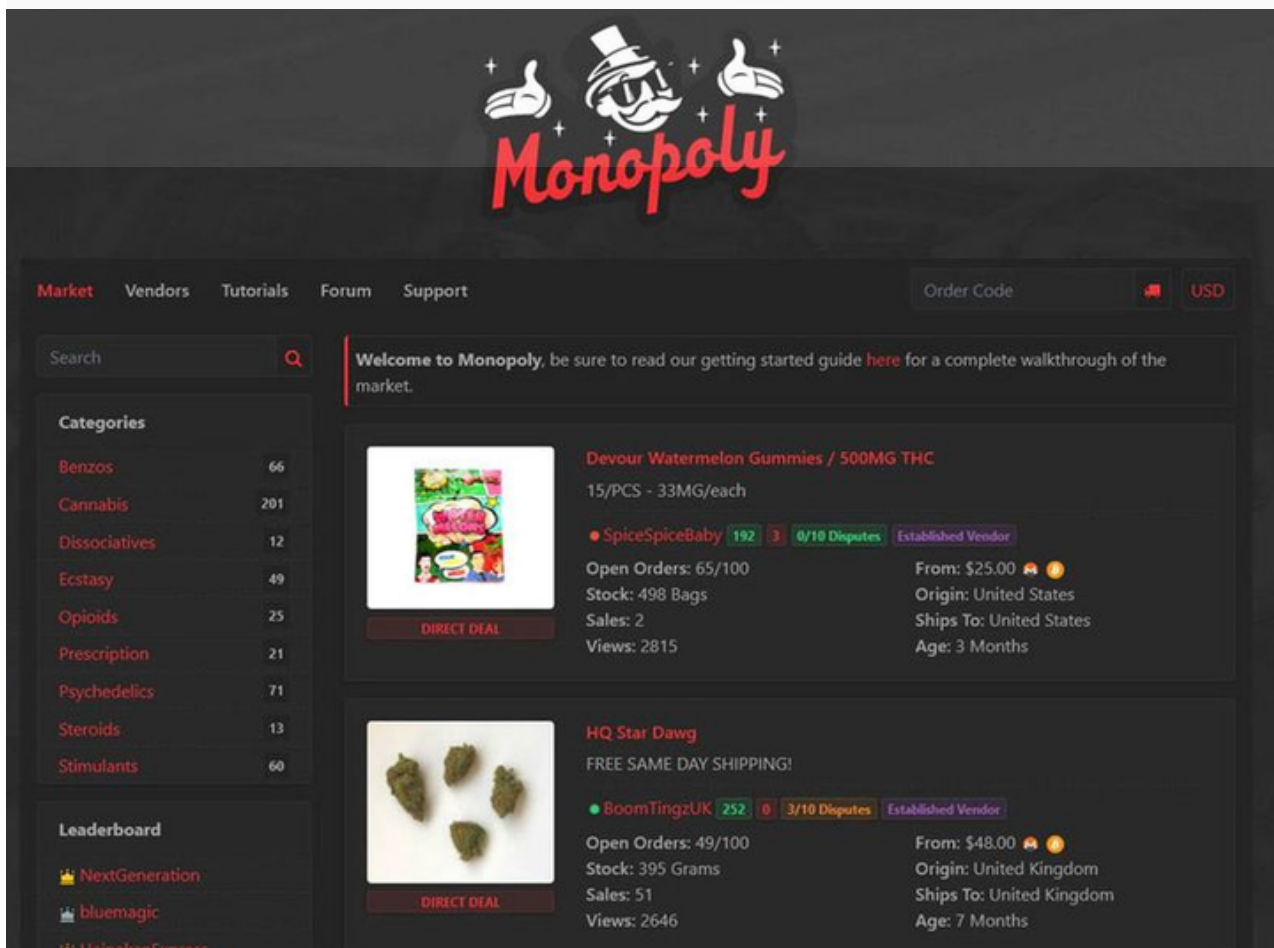 Monopoly
Market Vendors Tutorials Forum Support Order Code USD
Search
Categories
Benzos 66
Cannabis 201
Dissociatives 12
Ecstasy 49
Opioids 25
Prescription 21
Psychedelics 71
Steroids 13
Stimulants 60
Leaderboard
NextGeneration
bluemagic
Welcome to Monopoly, be sure to read our getting started guide here for a complete walkthrough of the
market.
DIRECT DEAL
Devour Watermelon Gummies / 500MG THC
15/PCS - 33MG/each
SpiceSpiceBaby 192 3 0/10 Disputes Established Vendor
Open Orders: 65/100 From: $25.00
Stock: 498 Bags Origin: United States
Sales: 2 Ships To: United States
Views: 2815 Age: 3 Months
DIRECT DEAL
HQ Star Dawg
FREE SAME DAY SHIPPING!
BoomTingzUK 252 0 3/10 Disputes Established Vendor
Open Orders: 49/100 From: $48.00
Stock: 395 Grams Origin: United Kingdom
Sales: 51 Ships To: United Kingdom
Views: 2646 Age: 7 Months